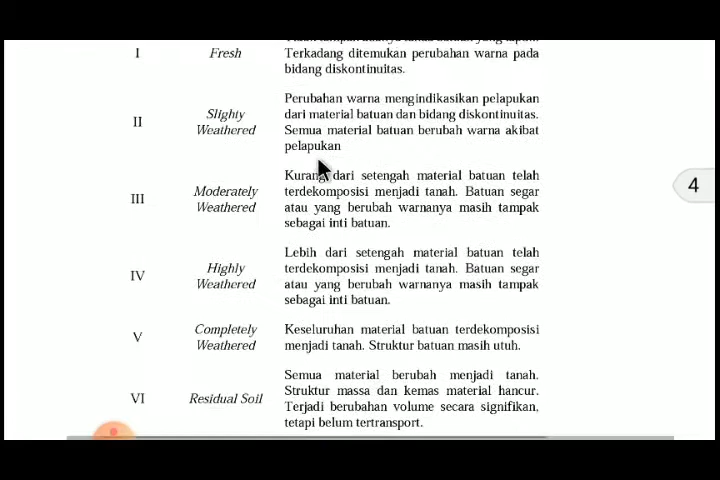 I
Fresh
Terkadang ditemukan perubahan warna pada
bidang diskontinuitas.
II
Slighty
Weathered
Perubahan warna mengindikasikan pelapukan
dari material batuan dan bidang diskontinuitas.
Semua material batuan berubah warna akibat
pelapukan
III
Moderately
Weathered
Kurang dari setengah material batuan telah
terdekomposisi menjadi tanah. Batuan segar
atau yang berubah warnanya masih tampak
sebagai inti batuan.
IV
Highly
Weathered
Lebih dari setengah material batuan telah
terdekomposisi menjadi tanah. Batuan segar
atau yang berubah warnanya masih tampak
sebagai inti batuan.
V
Completely
Weathered
Keseluruhan material batuan terdekomposisi
menjadi tanah. Struktur batuan masih utuh.
VI
Residual Soil
Semua material berubah menjadi tanah.
Struktur massa dan kemas material hancur.
Terjadi berubahan volume secara signifikan,
tetapi belum tertransport.
4